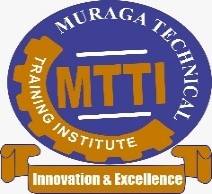 MURAGA TECHNICAL
TRAINING INSTITUTE
MTTI
Innovation & Excellence